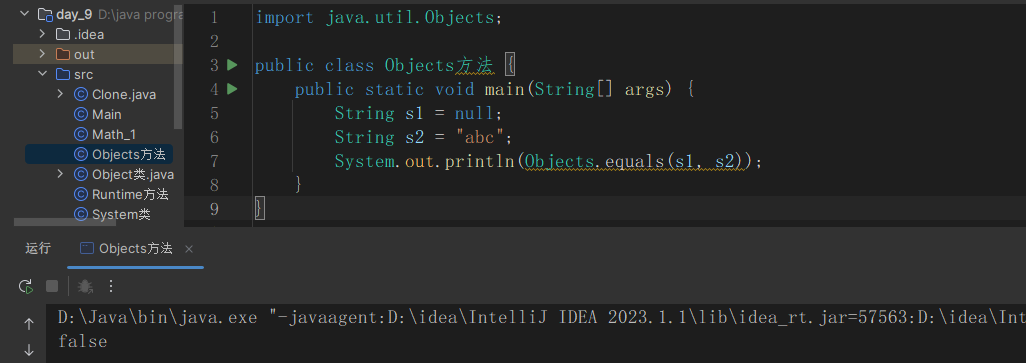 day_9 D:\java progra
.idea
out
src
Clone.java
Main
Math_1
Objects方法
Object类.java
Runtime方法
System类
1 import java.util.Objects;
2
3 public class Objects方法 {
4 public static void main(String[] args) {
5 String s1 = null;
6 String s2 = "abc";
7 System.out.println(Objects.equals(s1, s2));
8 }
9 }
运行 Objects方法 ×
D:\Java\bin\java.exe "-javaagent:D:\idea\IntelliJ IDEA 2023.1.1\lib\idea_rt.jar=57563:D:\idea\Int
false